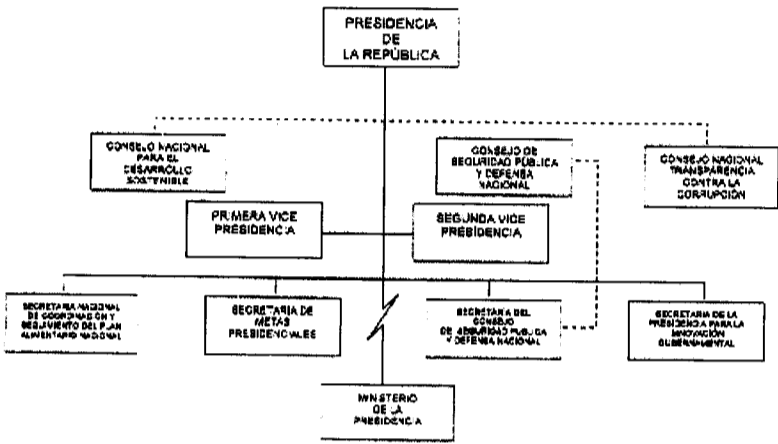 PRESIDENCIA
DE
LA REPÚBLICA
CONSEJO NACIONAL
PARA EL
DESARROLLO
SOSTENIBLE
CONSEJO DE
SEGURIDAD PÚBLICA
Y DEFENSA
NACIONAL
CONSEJO NACIONAL
TRANSPARENCIA
CONTRA LA
CORRUPCIÓN
PRIMERA VICE
PRESIDENCIA
SEGUNDA VICE
PRESIDENCIA
SECRETARIA NACIONAL
DE COORDINACIÓN Y
SEGUIMIENTO DEL PLAN
ALIMENTARIO NACIONAL
SECRETARIA DE
METAS
PRESIDENCIALES
SECRETARIA DEL
CONSEJO
DE SEGURIDAD PUBLICA
Y DEFENSA NACIONAL
SECRETARIA DE LA
PRESIDENCIA PARA LA
INNOVACIÓN
GUBERNAMENTAL
MINISTERIO
DE LA
PRESIDENCIA